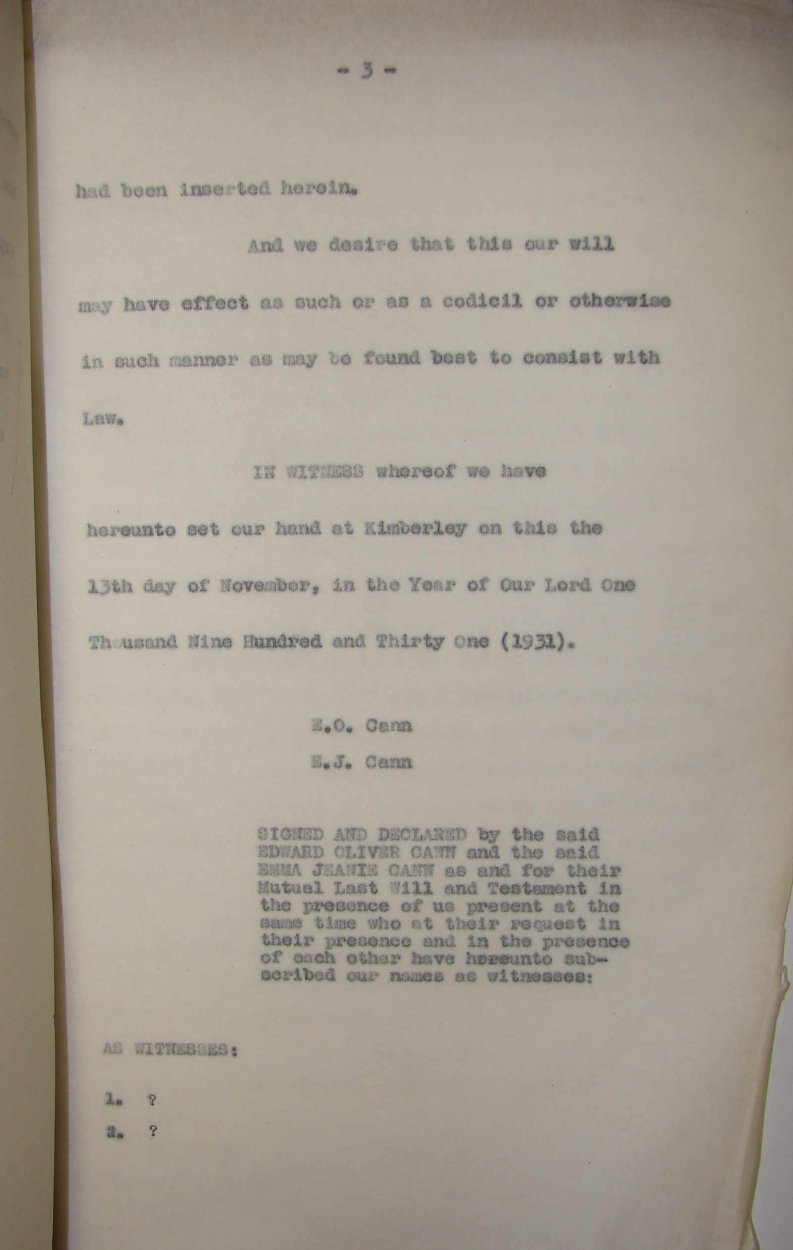 - 3 -
had been inserted herein.
And we desire that this our will
may have effect as such or as a codicil or otherwise
in such manner as may be found best to consist with
Law.
IN WITNESS whereof we have
hereunto set our hand at Kimberley on this the
13th day of November, in the Year of Our Lord One
Thousand Nine Hundred and Thirty One (1931).
E.O. Cann
E.J. Cann
SIGNED AND DECLARED by the said
EDWARD OLIVER CANN and the said
EMMA JEANIE CANN as and for their
Mutual Last Will and Testament in
the presence of us present at the
same time who at their request in
their presence and in the presence
of each other have hereunto sub-
scribed our names as witnesses:
AS WITNESSES:
1. ?
2. ?